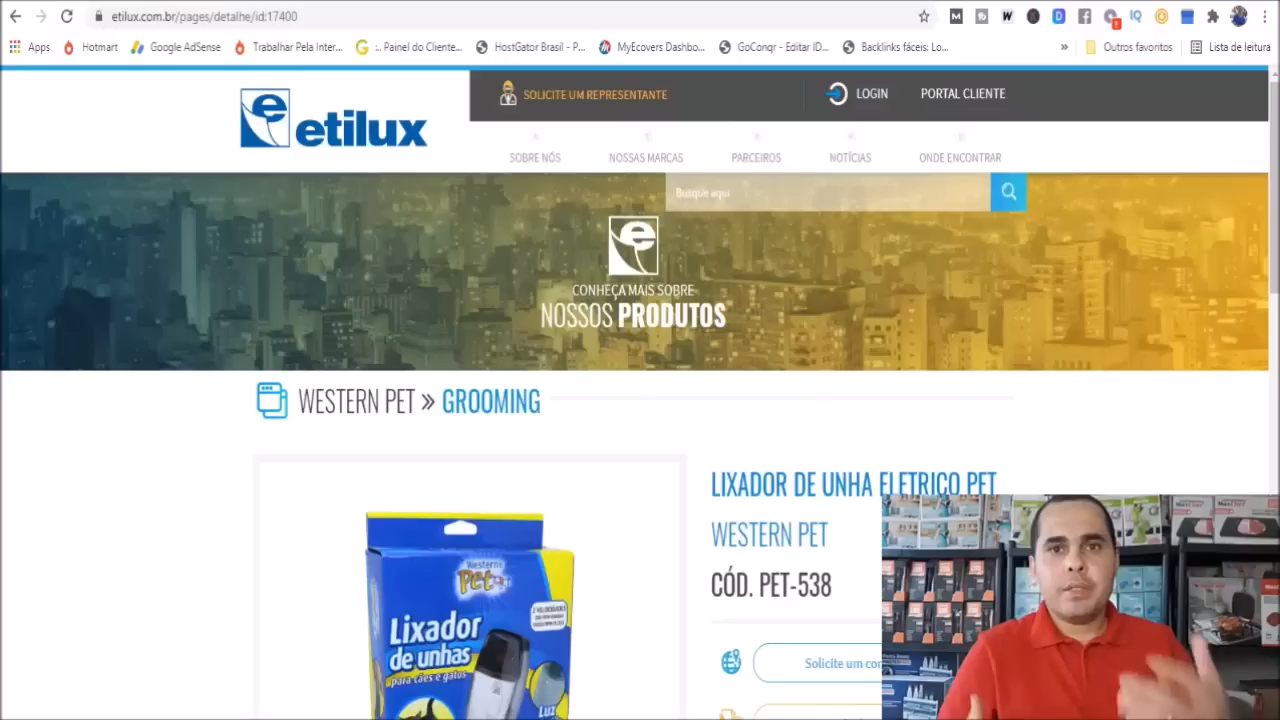 etilux.com.br/pages/detalhe/id:17400
Apps
Hotmart
Google AdSense
Trabalhar Pela Inter...
:.. Painel do Cliente...
HostGator Brasil - P...
MyEcovers Dashbo...
GoConqr - Editar ID...
Backlinks fáceis: Lo...
»
Outros favoritos
Lista de leitura
etilux
SOLICITE UM REPRESENTANTE
LOGIN
PORTAL CLIENTE
SOBRE NÓS
NOSSAS MARCAS
PARCEIROS
NOTÍCIAS
ONDE ENCONTRAR
Busque aqui
CONHEÇA MAIS SOBRE
NOSSOS PRODUTOS
WESTERN PET » GROOMING
LIXADOR DE UNHA ELETRICO PET
WESTERN PET
CÓD. PET-538
Solicite um con
Western
Pet
2 VELOCIDADES
Lixador
de unhas
para cães e gatos
Luz